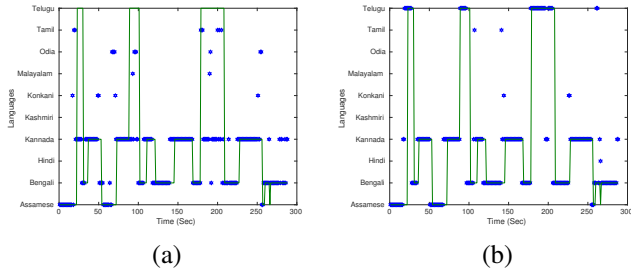 Telugu
Tamil
Odia
Malayalam
Konkani
Kashmiri
Kannada
Hindi
Bengali
Assamese
Languages
0 50 100 150 200 250 300
Time (Sec)
(a)
Telugu
Tamil
Odia
Malayalam
Konkani
Kashmiri
Kannada
Hindi
Bengali
Assamese
Languages
0 50 100 150 200 250 300
Time (Sec)
(b)